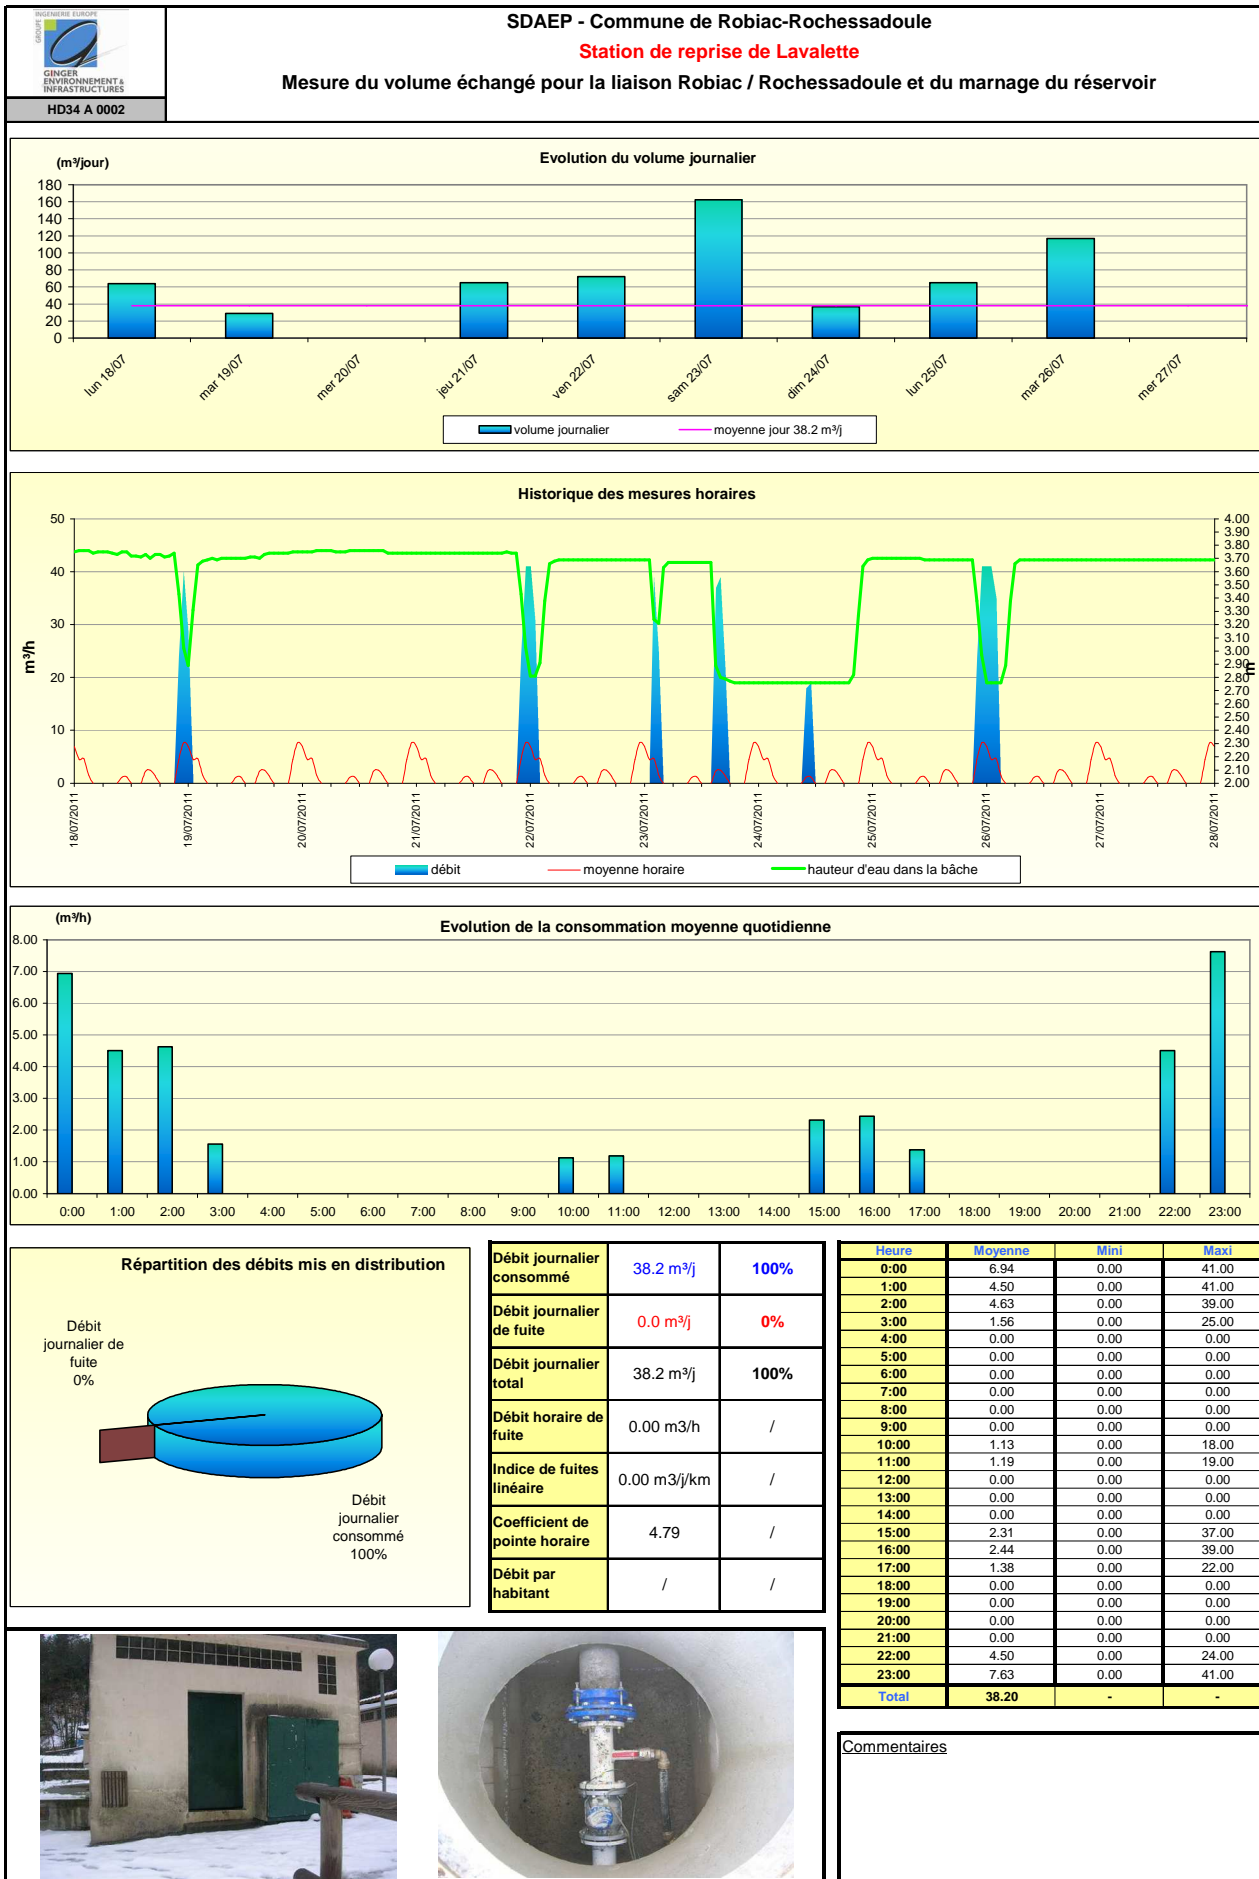 INGENIERIE EUROPE
GROUPE
GINGER
ENVIRONNEMENT &
INFRASTRUCTURES
HD34 A 0002
SDAEP - Commune de Robiac-Rochessadoule
Station de reprise de Lavalette
Mesure du volume échangé pour la liaison Robiac / Rochessadoule et du marnage du réservoir
(m³/jour)
Evolution du volume journalier
180
160
140
120
100
80
60
40
20
0
lun 18/07 mar 19/07 mer 20/07 jeu 21/07 ven 22/07 sam 23/07 dim 24/07 lun 25/07 mar 26/07 mer 27/07
volume journalier moyenne jour 38.2 m³/j
Historique des mesures horaires
m³/h
50
40
30
20
10
0
4.00
3.90
3.80
3.70
3.60
3.50
3.40
3.30
3.20
3.10
3.00
2.90
2.80
2.70
2.60
2.50
2.40
2.30
2.20
2.10
2.00
m
18/07/2011 19/07/2011 20/07/2011 21/07/2011 22/07/2011 23/07/2011 24/07/2011 25/07/2011 26/07/2011 27/07/2011 28/07/2011
débit moyenne horaire hauteur d'eau dans la bâche
(m³/h)
Evolution de la consommation moyenne quotidienne
8.00
7.00
6.00
5.00
4.00
3.00
2.00
1.00
0.00
0:00 1:00 2:00 3:00 4:00 5:00 6:00 7:00 8:00 9:00 10:00 11:00 12:00 13:00 14:00 15:00 16:00 17:00 18:00 19:00 20:00 21:00 22:00 23:00
Répartition des débits mis en distribution
Débit
journalier de
fuite
0%
Débit
journalier
consommé
100%
Débit journalier
consommé 38.2 m³/j 100%
Débit journalier
de fuite 0.0 m³/j 0%
Débit journalier
total 38.2 m³/j 100%
Débit horaire de
fuite 0.00 m3/h /
Indice de fuites
linéaire 0.00 m3/j/km /
Coefficient de
pointe horaire 4.79 /
Débit par
habitant / /
Heure Moyenne Mini Maxi
0:00 6.94 0.00 41.00
1:00 4.50 0.00 41.00
2:00 4.63 0.00 39.00
3:00 1.56 0.00 25.00
4:00 0.00 0.00 0.00
5:00 0.00 0.00 0.00
6:00 0.00 0.00 0.00
7:00 0.00 0.00 0.00
8:00 0.00 0.00 0.00
9:00 0.00 0.00 0.00
10:00 1.13 0.00 18.00
11:00 1.19 0.00 19.00
12:00 0.00 0.00 0.00
13:00 0.00 0.00 0.00
14:00 0.00 0.00 0.00
15:00 2.31 0.00 37.00
16:00 2.44 0.00 39.00
17:00 1.38 0.00 22.00
18:00 0.00 0.00 0.00
19:00 0.00 0.00 0.00
20:00 0.00 0.00 0.00
21:00 0.00 0.00 0.00
22:00 4.50 0.00 24.00
23:00 7.63 0.00 41.00
Total 38.20 - -
Commentaires